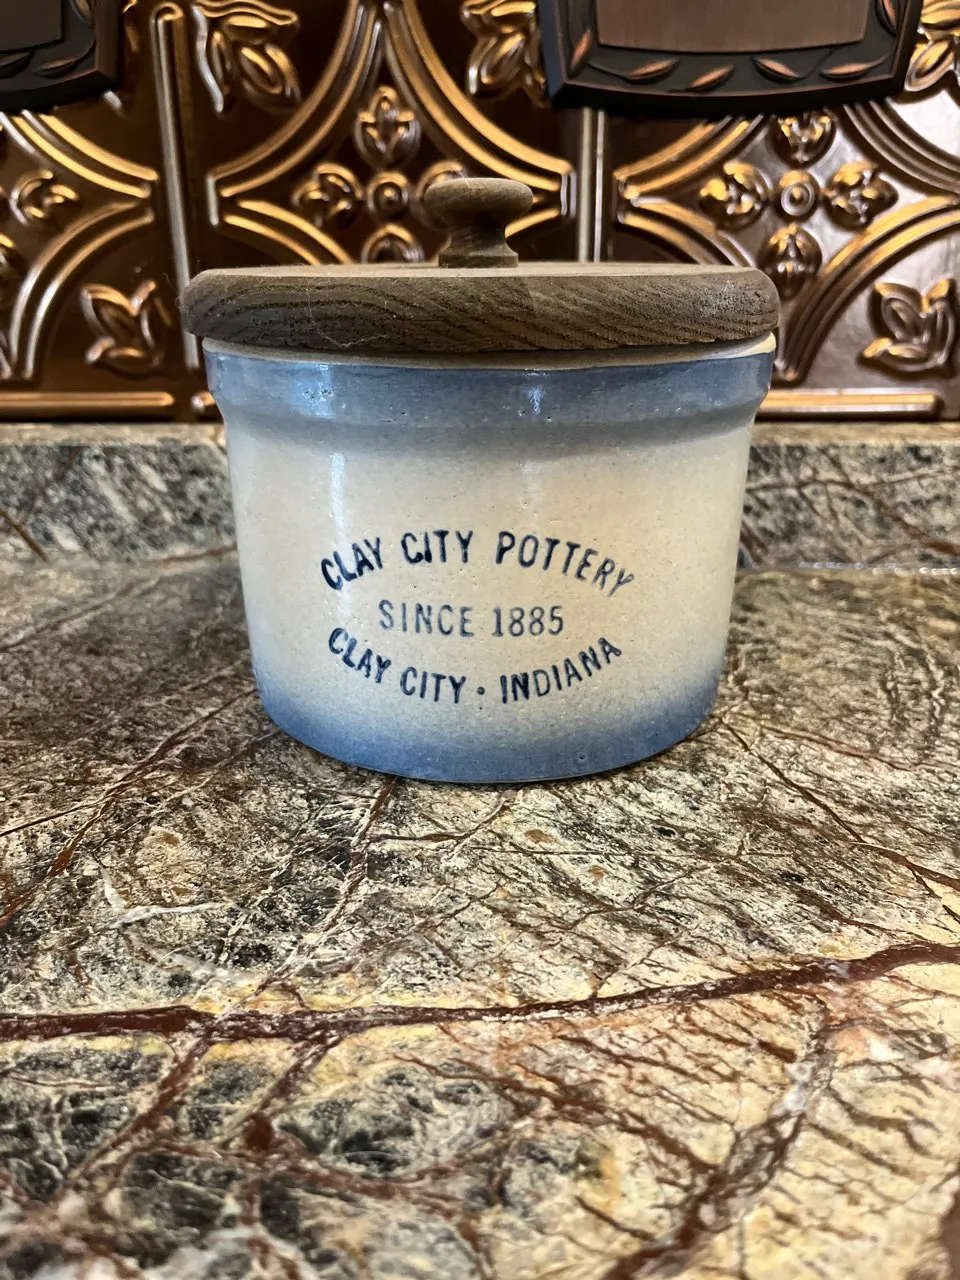 CLAY CITY POTTERY
SINCE 1885
CLAY CITY • INDIANA